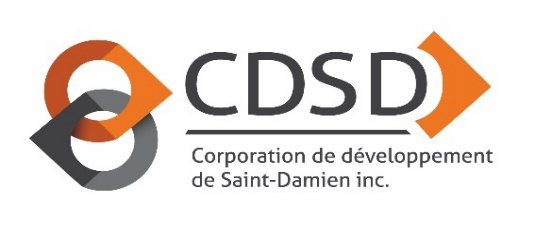 CDSD
Corporation de développement
de Saint-Damien inc.